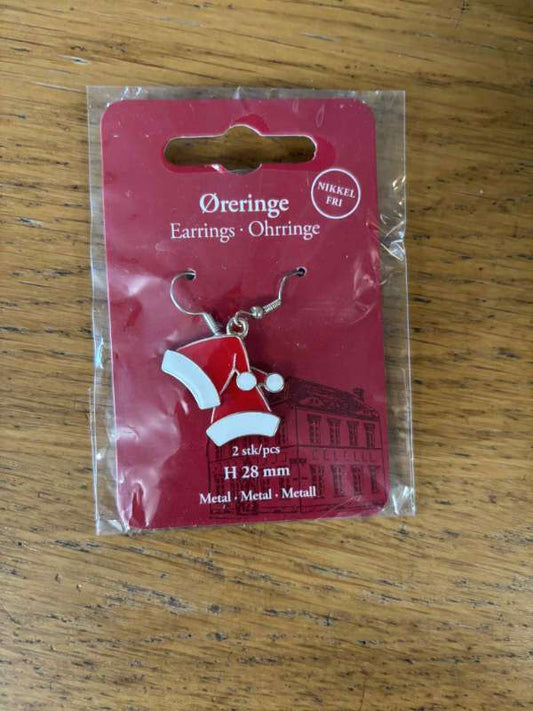 Øreringe
NIKKEL
FRI
Earrings · Ohrringe
2 stk/pcs
H 28 mm
Metal · Metal · Metall